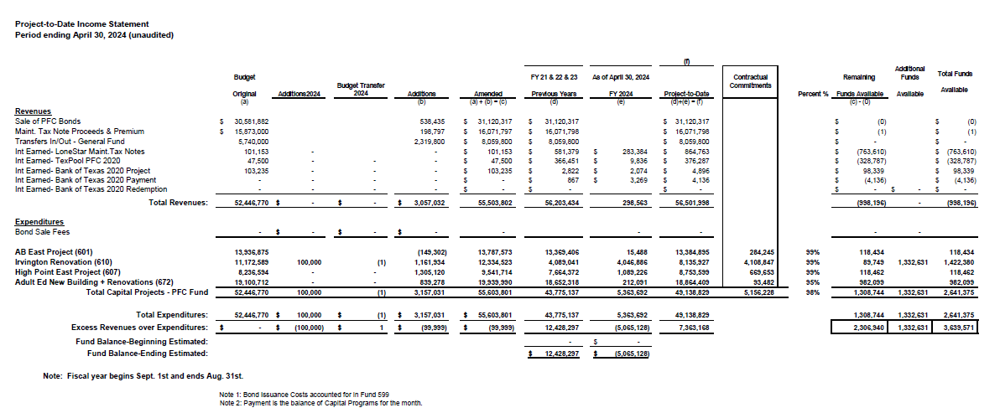 Project-to-Date Income Statement
Period ending April 30, 2024 (unaudited)
(f)
Budget FY 21 & 22 & 23 As of April 30, 2024 Contractual Commitments Remaining Additional Funds Total Funds
Original Additions2024 Budget Transfer 2024 Additions Amended Previous Years FY 2024 Project-to-Date Percent % Funds Available Available Available
(a) (b) (a) + (b) = (c) (d) (e) (d)+(e) = (f) (c) - (0)
Revenues
Sale of PFC Bonds $ 30,581,882 538,435 $ 31,120,317 $ 31,120,317 $ 31,120,317 $ (0) $ (0)
Maint. Tax Note Proceeds & Premium $ 15,873,000 198,797 $ 16,071,797 $ 16,071,798 $ 16,071,798 $ (1) $ (1)
Transfers In/Out - General Fund 5,740,000 2,319,800 $ 8,059,800 $ 8,059,800 $ 8,059,800 $ - $ -
Int Earned- LoneStar Maint.Tax Notes 101,153 - - $ 101,153 $ 581,379 $ 283,384 $ 864,763 $ (763,610) $ (763,610)
Int Earned- TexPool PFC 2020 47,500 - - - $ 47,500 $ 366,451 $ 9,836 $ 376,287 $ (328,787) $ (328,787)
Int Earned- Bank of Texas 2020 Project 103,235 - - - $ 103,235 $ 2,822 $ 2,074 $ 4,896 $ 98,339 $ 98,339
Int Earned- Bank of Texas 2020 Payment - - - - $ - $ 867 $ 3,269 $ 4,136 $ (4,136) $ (4,136)
Int Earned- Bank of Texas 2020 Redemption - - - - $ - $ - $ - $ - $ - $ -
Total Revenues: 52,446,770 $ - $ - $ 3,057,032 55,503,802 56,203,434 298,563 56,501,998 (998,196) - (998,196)
Expenditures
Bond Sale Fees - $ - $ - $ - - - - - -
AB East Project (601) 13,936,875 (149,302) 13,787,573 13,369,406 15,488 13,384,895 284,245 99% 118,434 118,434
Irvington Renovation (610) 11,172,589 100,000 (1) 1,161,934 12,334,523 4,089,041 4,046,886 8,135,927 4,108,847 99% 89,749 1,332,631 1,422,380
High Point East Project (607) 8,236,594 - - 1,305,120 9,541,714 7,664,372 1,089,226 8,753,599 669,653 99% 118,462 118,462
Adult Ed New Building + Renovations (672) 19,100,712 - - 839,278 19,939,990 18,652,318 212,091 18,864,409 93,482 95% 982,099 982,099
Total Capital Projects - PFC Fund 52,446,770 100,000 (1) 3,157,031 55,603,801 43,775,137 5,363,692 49,138,829 5,156,228 98% 1,308,744 1,332,631 2,641,375
Total Expenditures: 52,446,770 $ 100,000 $ (1) $ 3,157,031 $ 55,603,801 43,775,137 5,363,692 49,138,829 1,308,744 1,332,631 2,641,375
Excess Revenues over Expenditures: $ - $ (100,000) $ 1 $ (99,999) $ (99,999) 12,428,297 (5,065,128) 7,363,168 2,306,940 1,332,631 3,639,571
Fund Balance-Beginning Estimated: - $ -
Fund Balance-Ending Estimated: $ 12,428,297 $ (5,065,128)
Note: Fiscal year begins Sept. 1st and ends Aug. 31st.
Note 1: Bond Issuance Costs accounted for in Fund 599
Note 2: Payment is the balance of Capital Programs for the month.